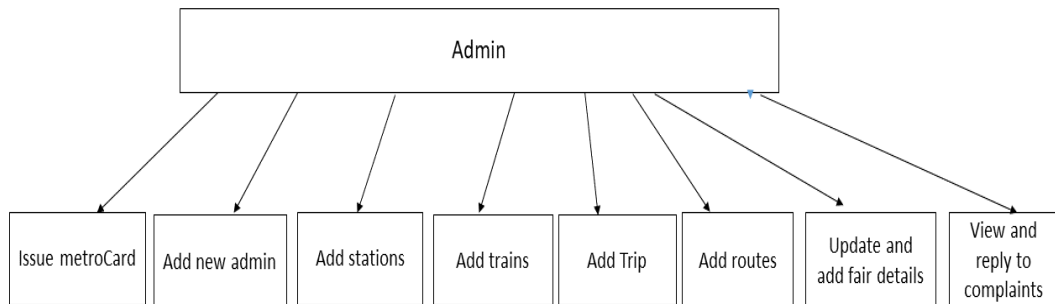 Admin
Issue metroCard
Add new admin
Add stations
Add trains
Add Trip
Add routes
Update and
add fair details
View and
reply to
complaints